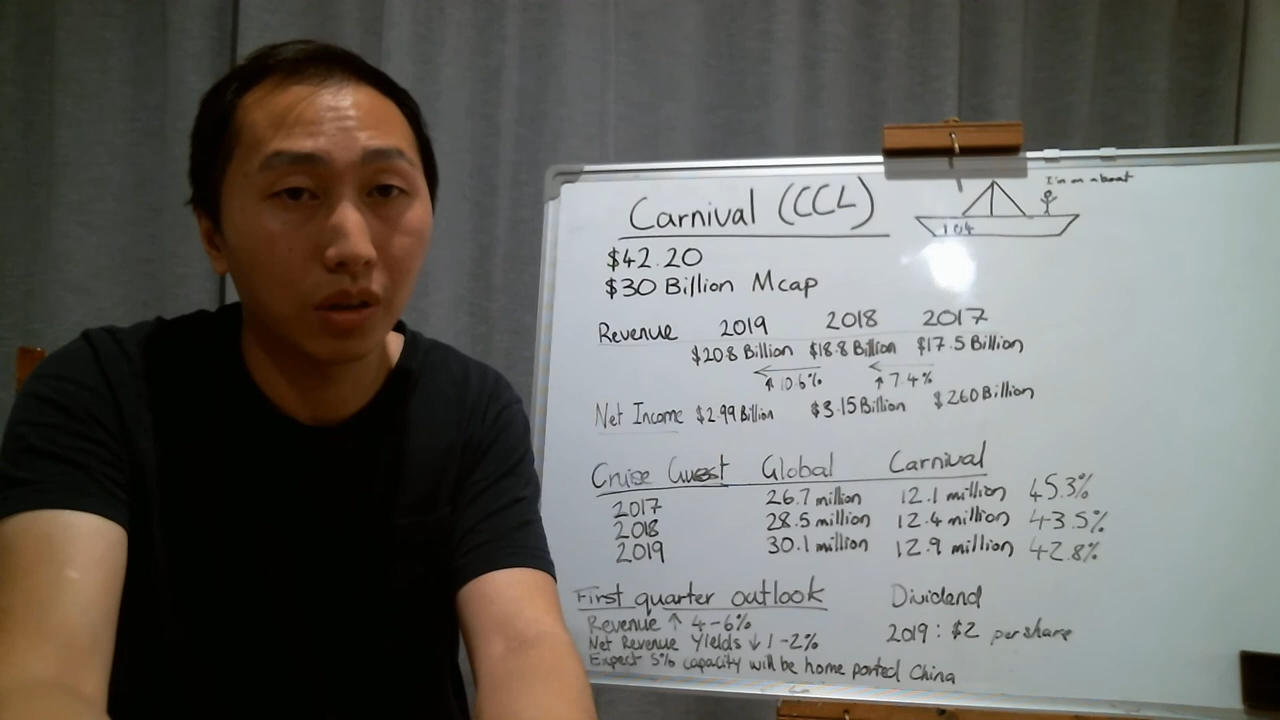 Carnival (CCL)
I'm on a boat
104
$42.20
$30 Billion Mcap
Revenue 2019 2018 2017
$20.8 Billion $18.8 Billion $17.5 Billion
↑ 10.6% ↑ 7.4%
Net Income $2.99 Billion $3.15 Billion $260 Billion
Cruise Guest Global Carnival
2017 26.7 million 12.1 million 45.3%
2018 28.5 million 12.4 million 43.5%
2019 30.1 million 12.9 million 42.8%
First quarter outlook
Revenue ↑ 4-6%
Net Revenue Yields ↓ 1-2%
Expect 5% capacity will be home ported China
Dividend
2019: $2 per share